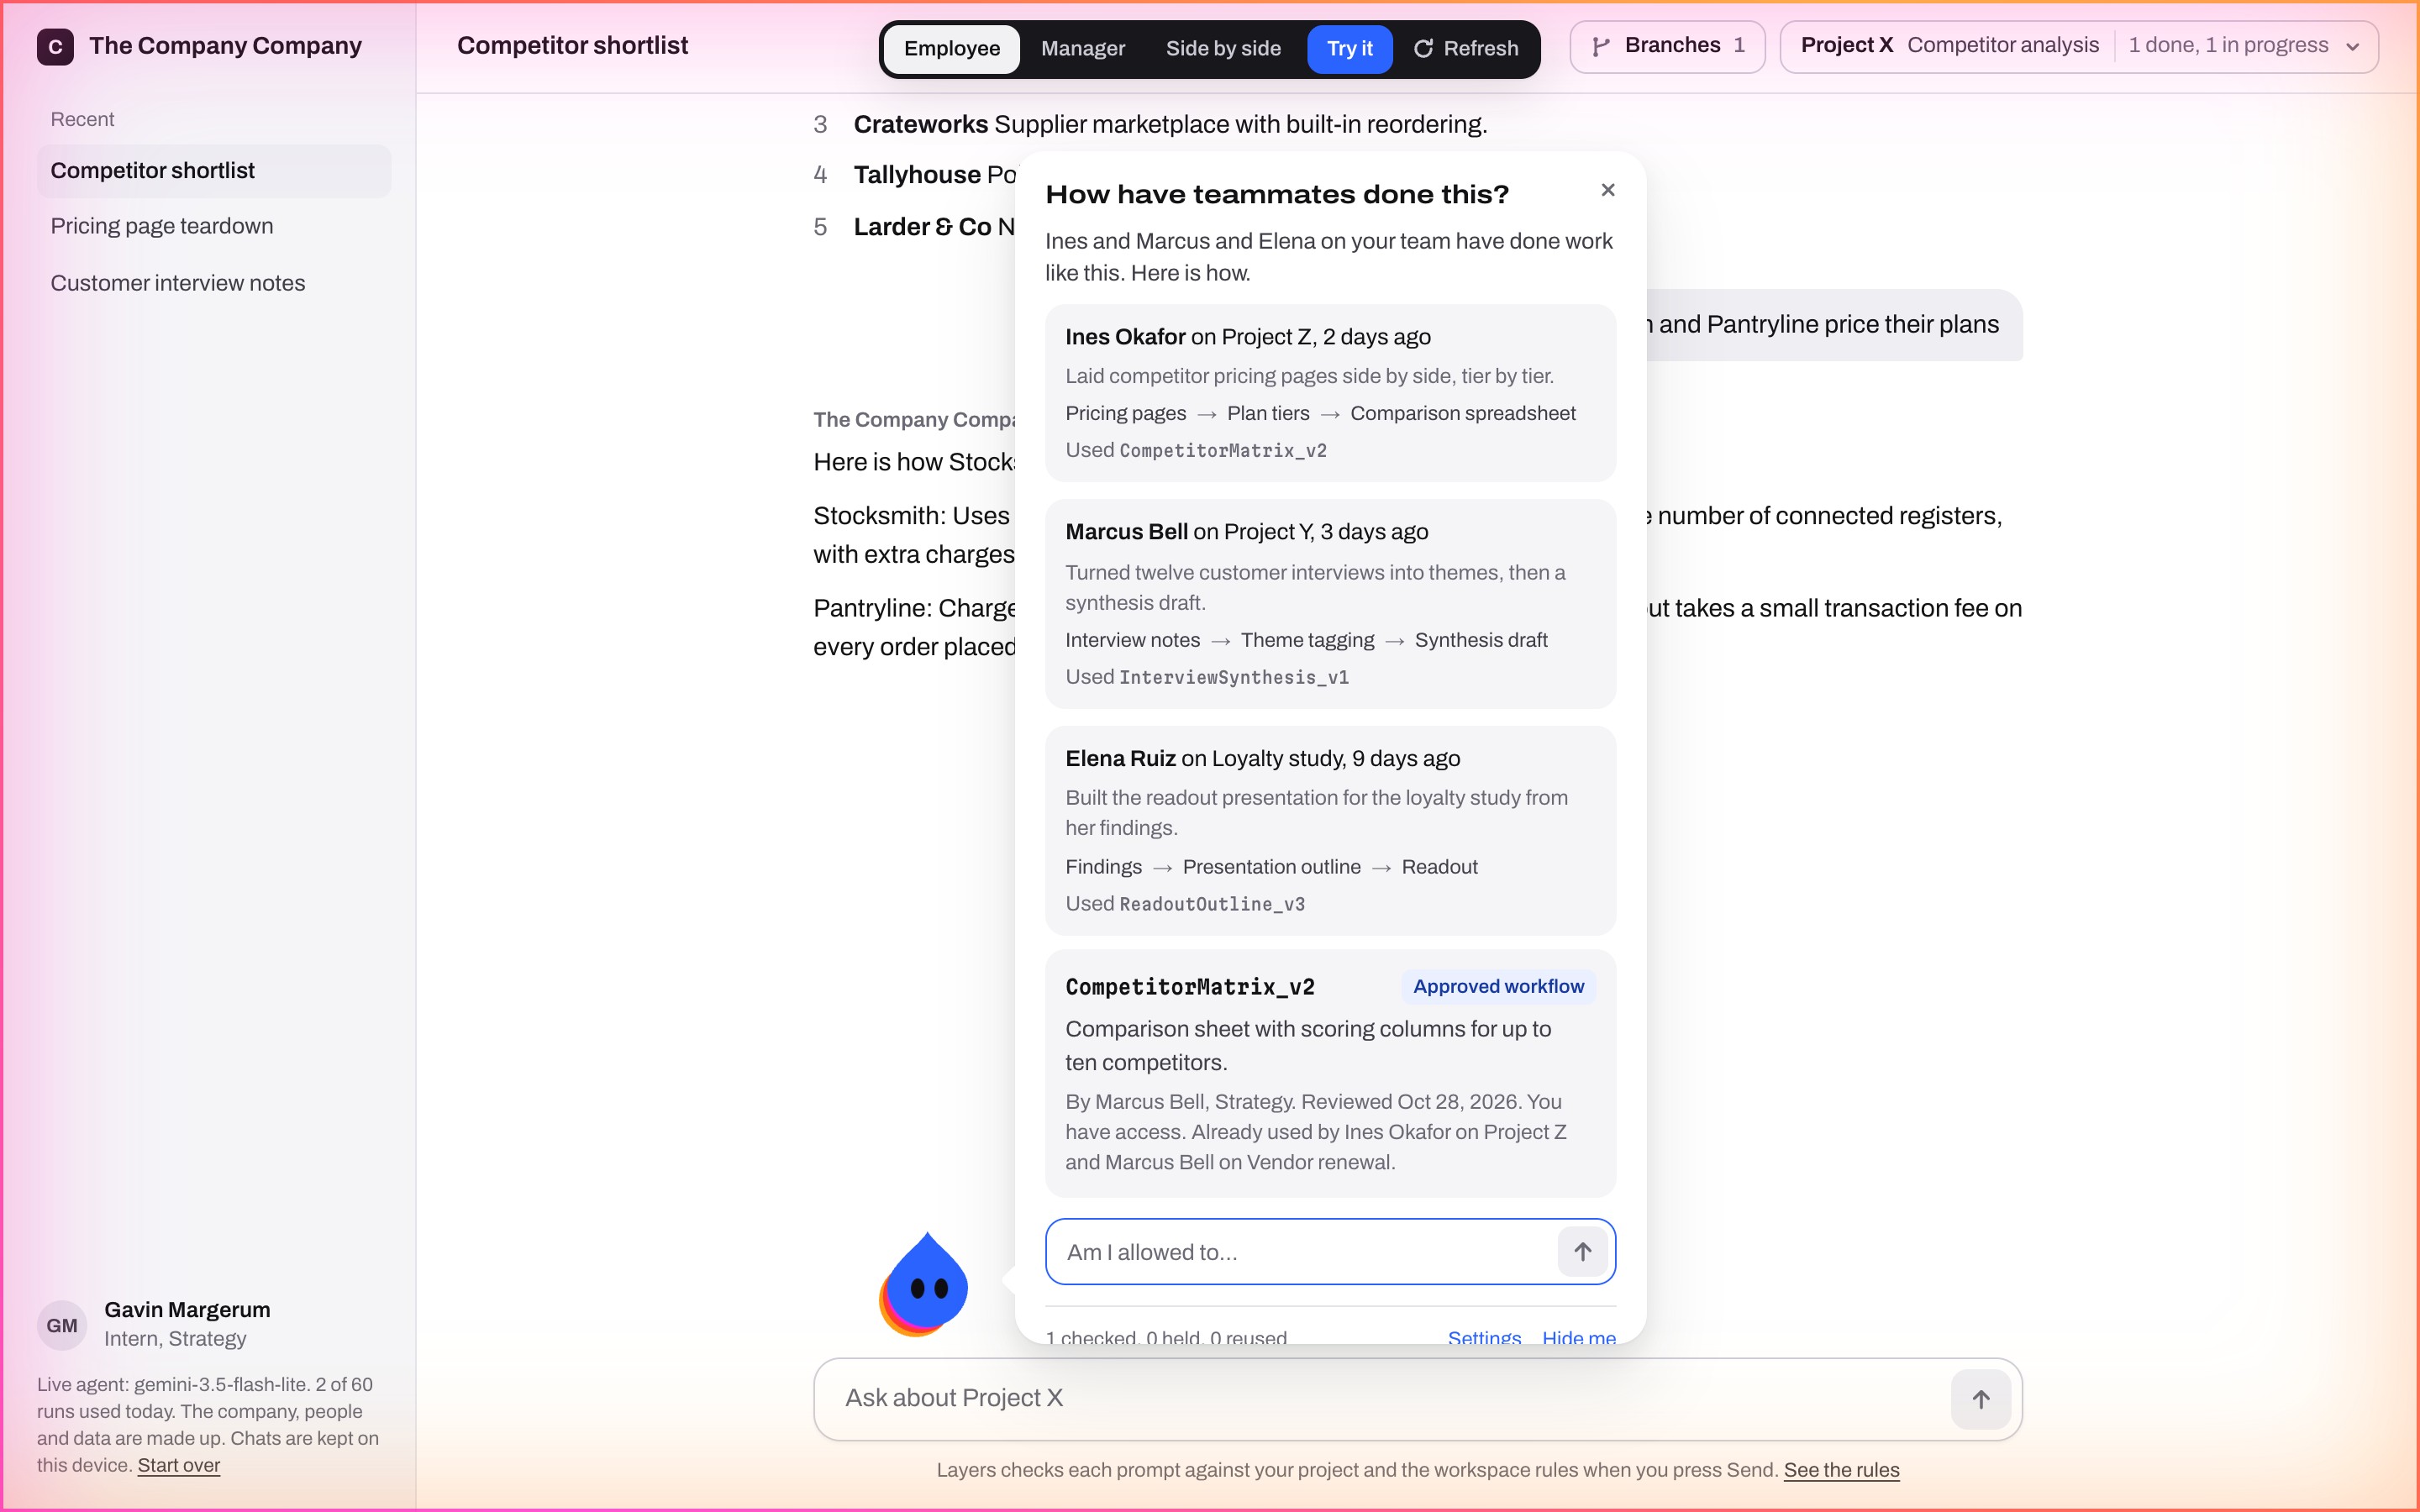 C The Company Company
Recent
Competitor shortlist
Pricing page teardown
Customer interview notes
GM
Gavin Margerum
Intern, Strategy
Live agent: gemini-3.5-flash-lite. 2 of 60
runs used today. The company, people
and data are made up. Chats are kept on
this device. Start over
Competitor shortlist
Employee Manager Side by side Try it Refresh
Branches 1
Project X Competitor analysis 1 done, 1 in progress
3 Crateworks Supplier marketplace with built-in reordering.
4 Tallyhouse
5 Larder & Co
and Pantryline price their plans
The Company
Here is how
Stocksmith: Uses
number of connected registers,
with extra charges
Pantryline:
takes a small transaction fee on
every order placed
How have teammates done this?
Ines and Marcus and Elena on your team have done work
like this. Here is how.
Ines Okafor on Project Z, 2 days ago
Laid competitor pricing pages side by side, tier by tier.
Pricing pages → Plan tiers → Comparison spreadsheet
Used CompetitorMatrix_v2
Marcus Bell on Project Y, 3 days ago
Turned twelve customer interviews into themes, then a
synthesis draft.
Interview notes → Theme tagging → Synthesis draft
Used InterviewSynthesis_v1
Elena Ruiz on Loyalty study, 9 days ago
Built the readout presentation for the loyalty study from
her findings.
Findings → Presentation outline → Readout
Used ReadoutOutline_v3
CompetitorMatrix_v2 Approved workflow
Comparison sheet with scoring columns for up to
ten competitors.
By Marcus Bell, Strategy. Reviewed Oct 28, 2026. You
have access. Already used by Ines Okafor on Project Z
and Marcus Bell on Vendor renewal.
Am I allowed to...
1 checked, 0 held, 0 reused Settings Hide me
Ask about Project X
Layers checks each prompt against your project and the workspace rules when you press Send. See the rules